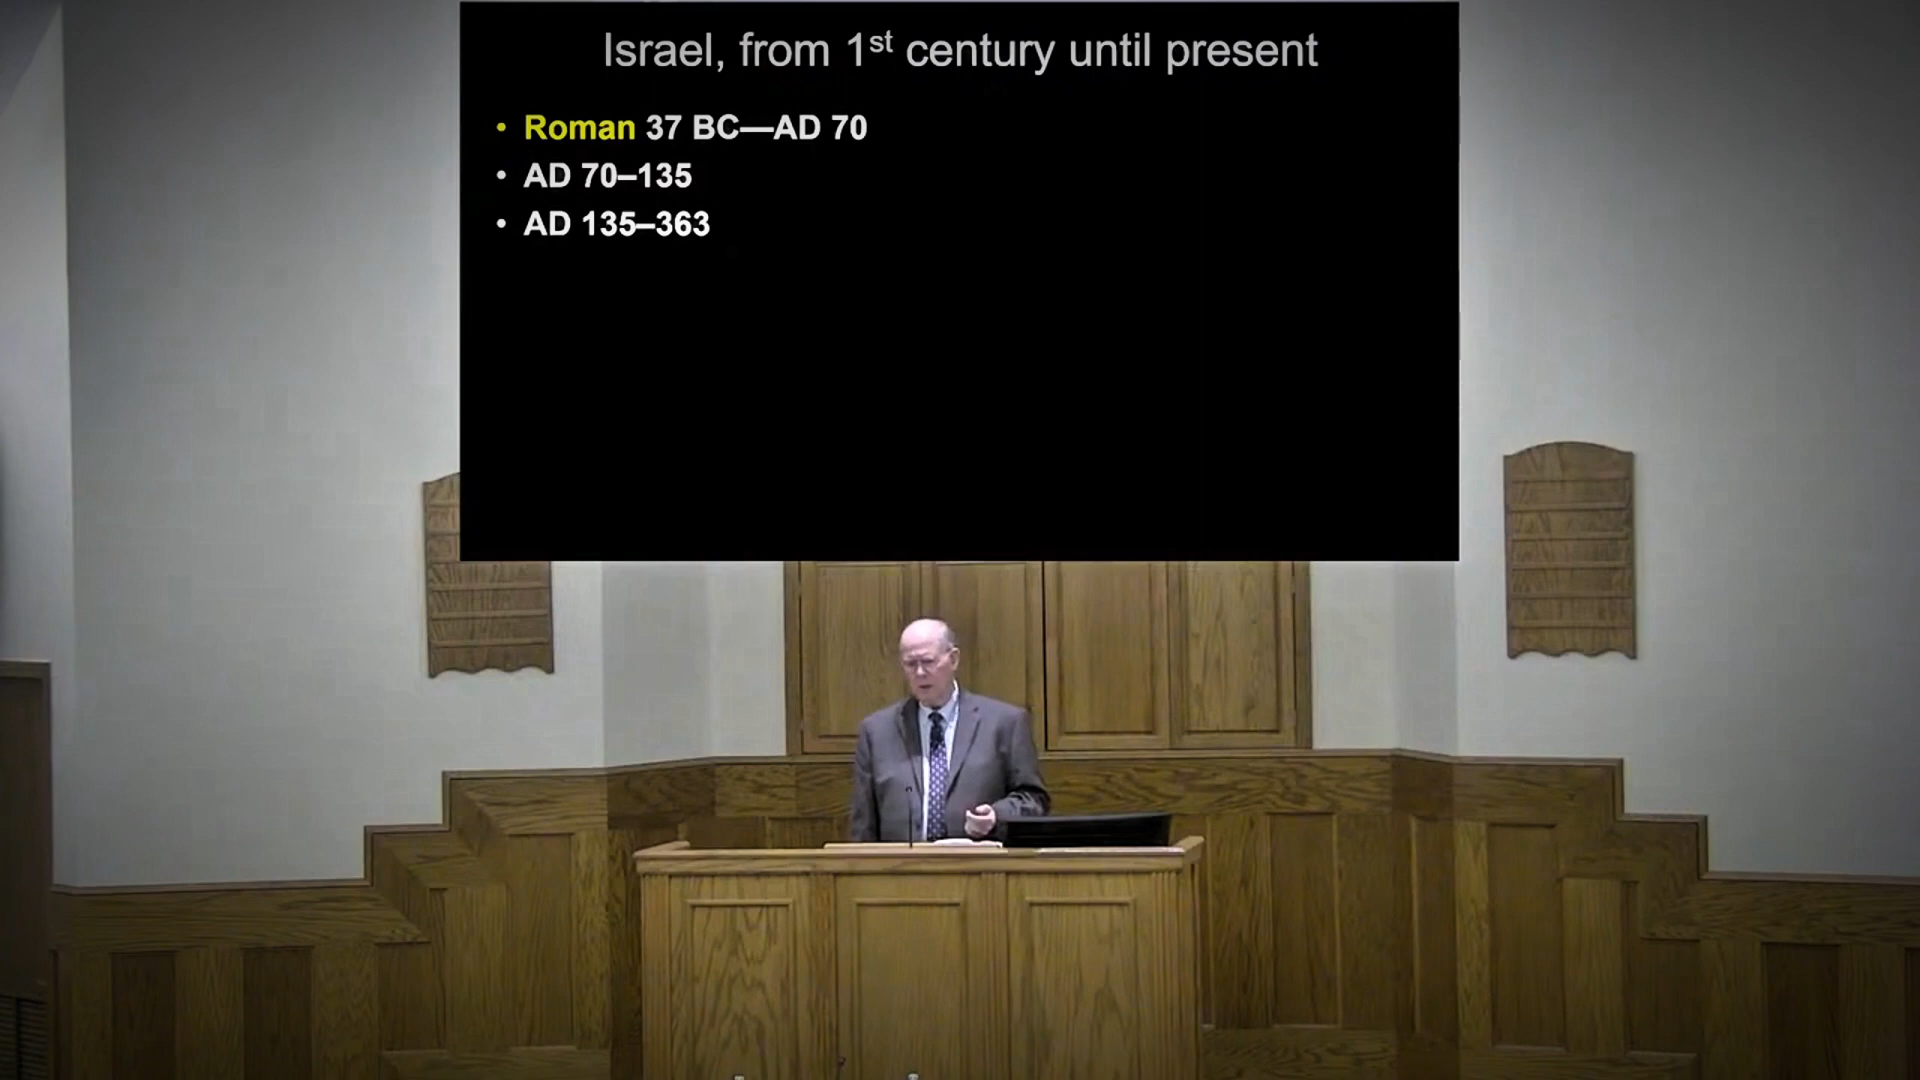 Israel, from 1st century until present
• Roman 37 BC—AD 70
• AD 70–135
• AD 135–363